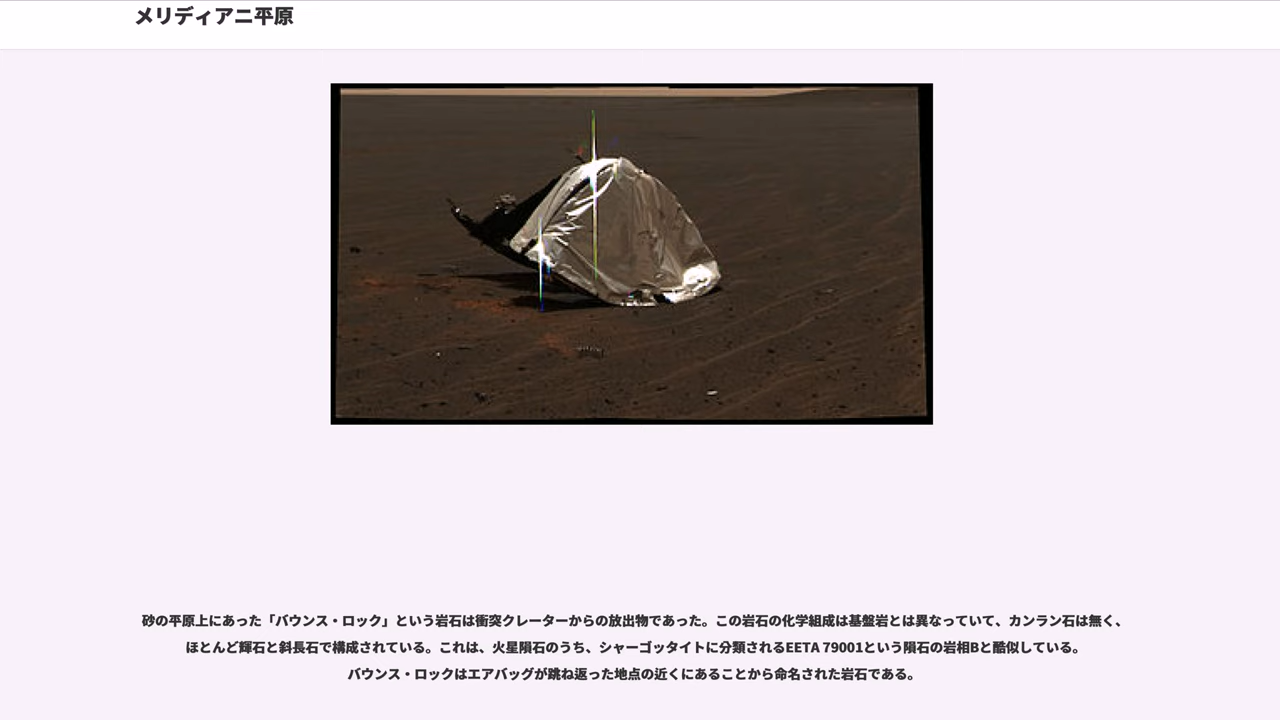 メリディアニ平原
砂の平原上にあった「バウンス・ロック」という岩石は衝突クレーターからの放出物であった。この岩石の化学組成は基盤岩とは異なっていて、カンラン石は無く、
ほとんど輝石と斜長石で構成されている。これは、火星隕石のうち、シャーゴッタイトに分類されるEETA 79001という隕石の岩相Bと酷似している。
バウンス・ロックはエアバッグが跳ね返った地点の近くにあることから命名された岩石である。